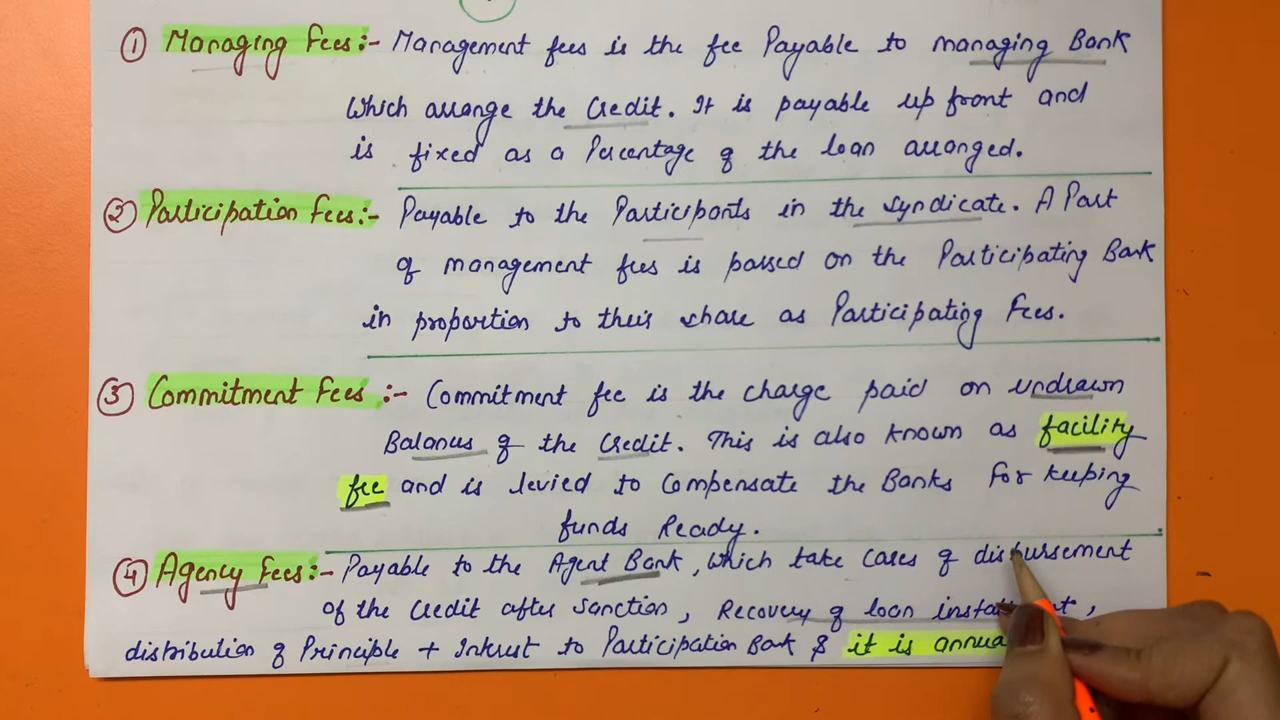 ① Managing Fees:- Management fees is the fee Payable to managing Bank
Which arrange the Credit. It is payable up front and
is fixed as a Percentage of the loan arranged.
② Participation Fees:- Payable to the Participants in the Syndicate. A Part
of management fees is passed on the Participating Bank
in proportion to their share as Participating Fees.
③ Commitment Fees :- Commitment fee is the charge paid on undrawn
Balanus of the Credit. This is also known as facility
fee and is levied to Compensate the Banks For keeping
funds Ready.
④ Agency Fees:- Payable to the Agent Bank, Which take Cares of disbursement
of the Credit after Sanction, Recovery of loan
distribution of Principle + Interest to Participation Bank & it is